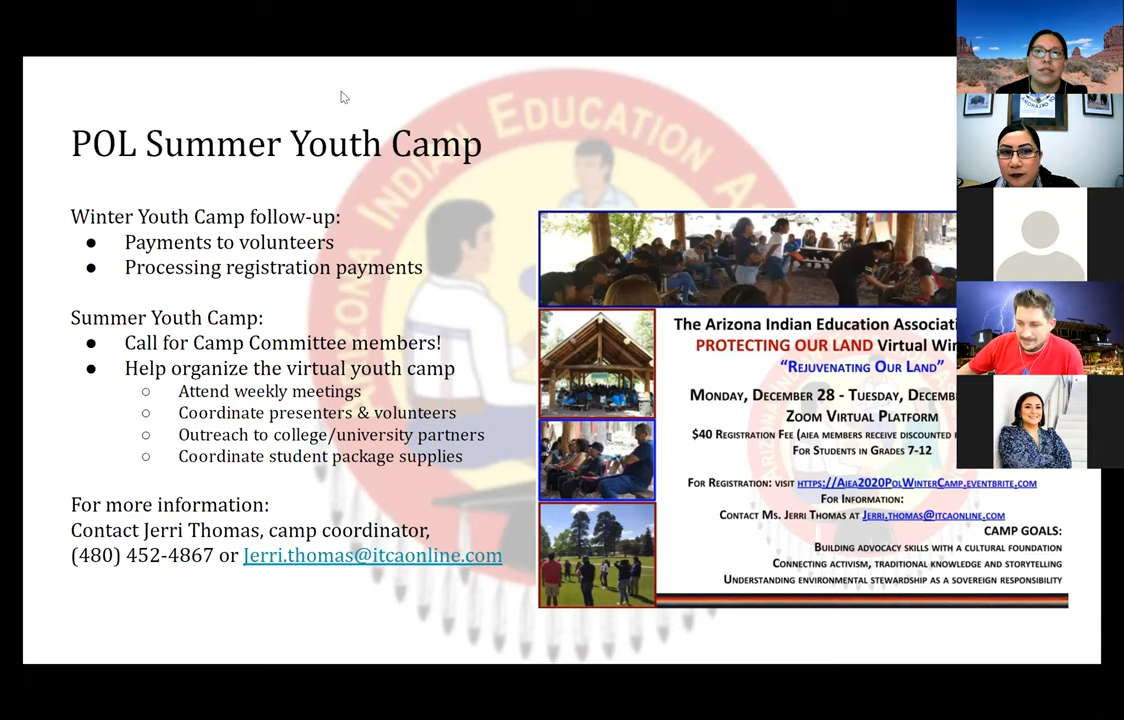 ARIZONA INDIAN EDUCATION
POL Summer Youth Camp
Winter Youth Camp follow-up:
● Payments to volunteers
● Processing registration payments
Summer Youth Camp:
● Call for Camp Committee members!
● Help organize the virtual youth camp
○ Attend weekly meetings
○ Coordinate presenters & volunteers
○ Outreach to college/university partners
○ Coordinate student package supplies
For more information:
Contact Jerri Thomas, camp coordinator,
(480) 452-4867 or Jerri.thomas@itcaonline.com
The Arizona Indian Education Associati
PROTECTING OUR LAND Virtual Win
“Rejuvenating Our Land”
Monday, December 28 - Tuesday, Decemb
Zoom Virtual Platform
$40 Registration Fee (AIEA members receive discounted
For Students in Grades 7-12
For Registration: visit https://Aiea2020PolWinterCamp.eventbrite.com
For Information:
Contact Ms. Jerri Thomas at Jerri.thomas@itcaonline.com
CAMP GOALS:
Building advocacy skills with a cultural foundation
Connecting activism, traditional knowledge and storytelling
Understanding environmental stewardship as a sovereign responsibility